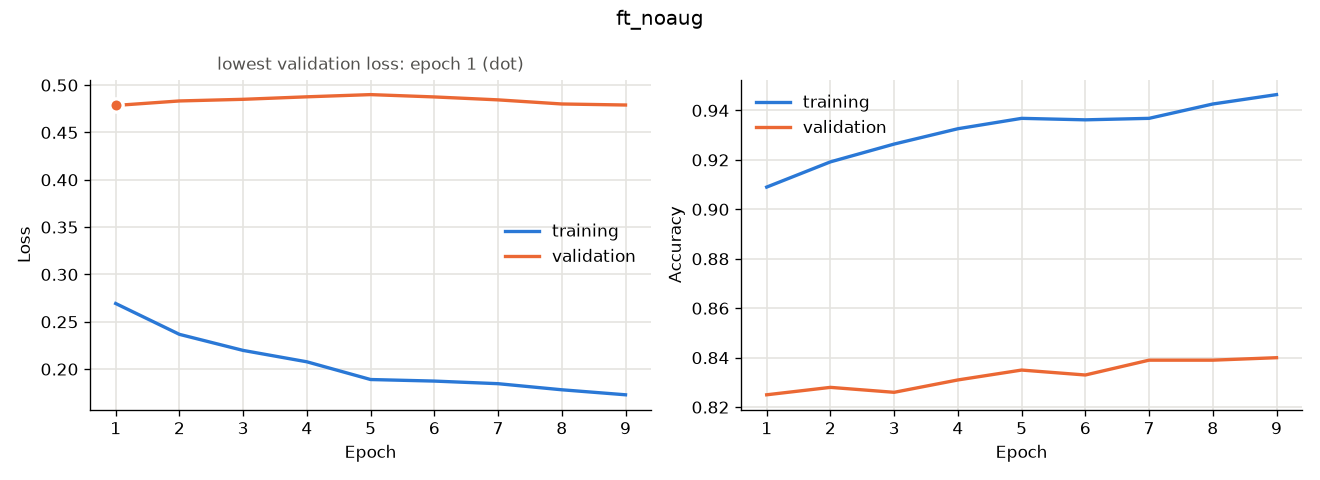 ft_noaug
lowest validation loss: epoch 1 (dot)
0.50
0.45
0.40
0.35
0.30
0.25
0.20
Loss
training
validation
1 2 3 4 5 6 7 8 9
Epoch
training
validation
0.94
0.92
0.90
0.88
0.86
0.84
0.82
Accuracy
1 2 3 4 5 6 7 8 9
Epoch